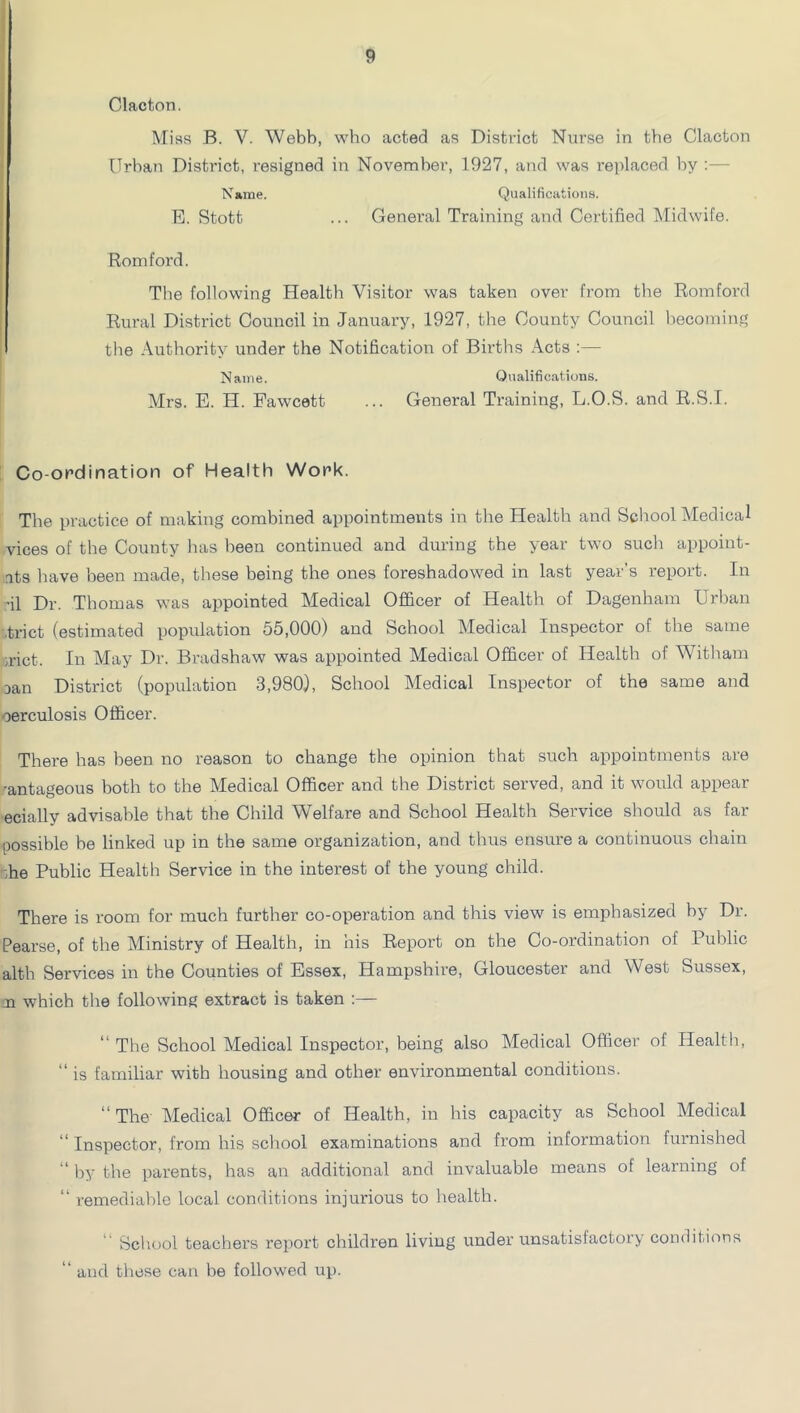 9
Clacton.
Miss B. V. Webb, who acted as District Nurse in the Clacton
Urban District, resigned in November, 1927, and was replaced by :—
Name. Qualifications.
E. Stott ... General Training and Certified Midwife.
Romford.
The following Health Visitor was taken over from the Romford
Rural District Council in January, 1927, the County Council becoming
the Authority under the Notification of Births Acts :—
Name. Qualifications.
Mrs. E. H. Fawcett ... General Training, L.O.S. and R.S.I.
Co-ordination of Health Work.
The practice of making combined appointments in the Health and School Medical
vices of the County has been continued and during the year two such appoint-
nts have been made, these being the ones foreshadowed in last year's report. In
ril Dr. Thomas was appointed Medical Officer of Health of Dagenham Urban
trict (estimated population 55,000) and School Medical Inspector of the same
rict. In May Dr. Bradshaw was appointed Medical Officer of Health of Witham
ban District (population 3,980), School Medical Inspector of the same and
berculosis Officer.
There has been no reason to change the opinion that such appointments are
vantageous both to the Medical Officer and the District served, and it would appear
ecially advisable that the Child Welfare and School Health Service should as far
possible be linked up in the same organization, and thus ensure a continuous chain
the Public Health Service in the interest of the young child.
There is room for much further co-operation and this view is emphasized by Dr.
Pearse, of the Ministry of Health, in his Report on the Co-ordination of Public
alth Services in the Counties of Essex, Hampshire, Gloucester and West Sussex,
m which the following extract is taken :—
" The School Medical Inspector, being also Medical Officer of Health,
" is familiar with housing and other environmental conditions.
" The Medical Officer of Health, in his capacity as School Medical
" Inspector, from his school examinations and from information furnished
" by the parents, has an additional and invaluable means of learning of
" remediable local conditions injurious to health.
" School teachers report children living under unsatisfactory conditions
" and these can be followed up.